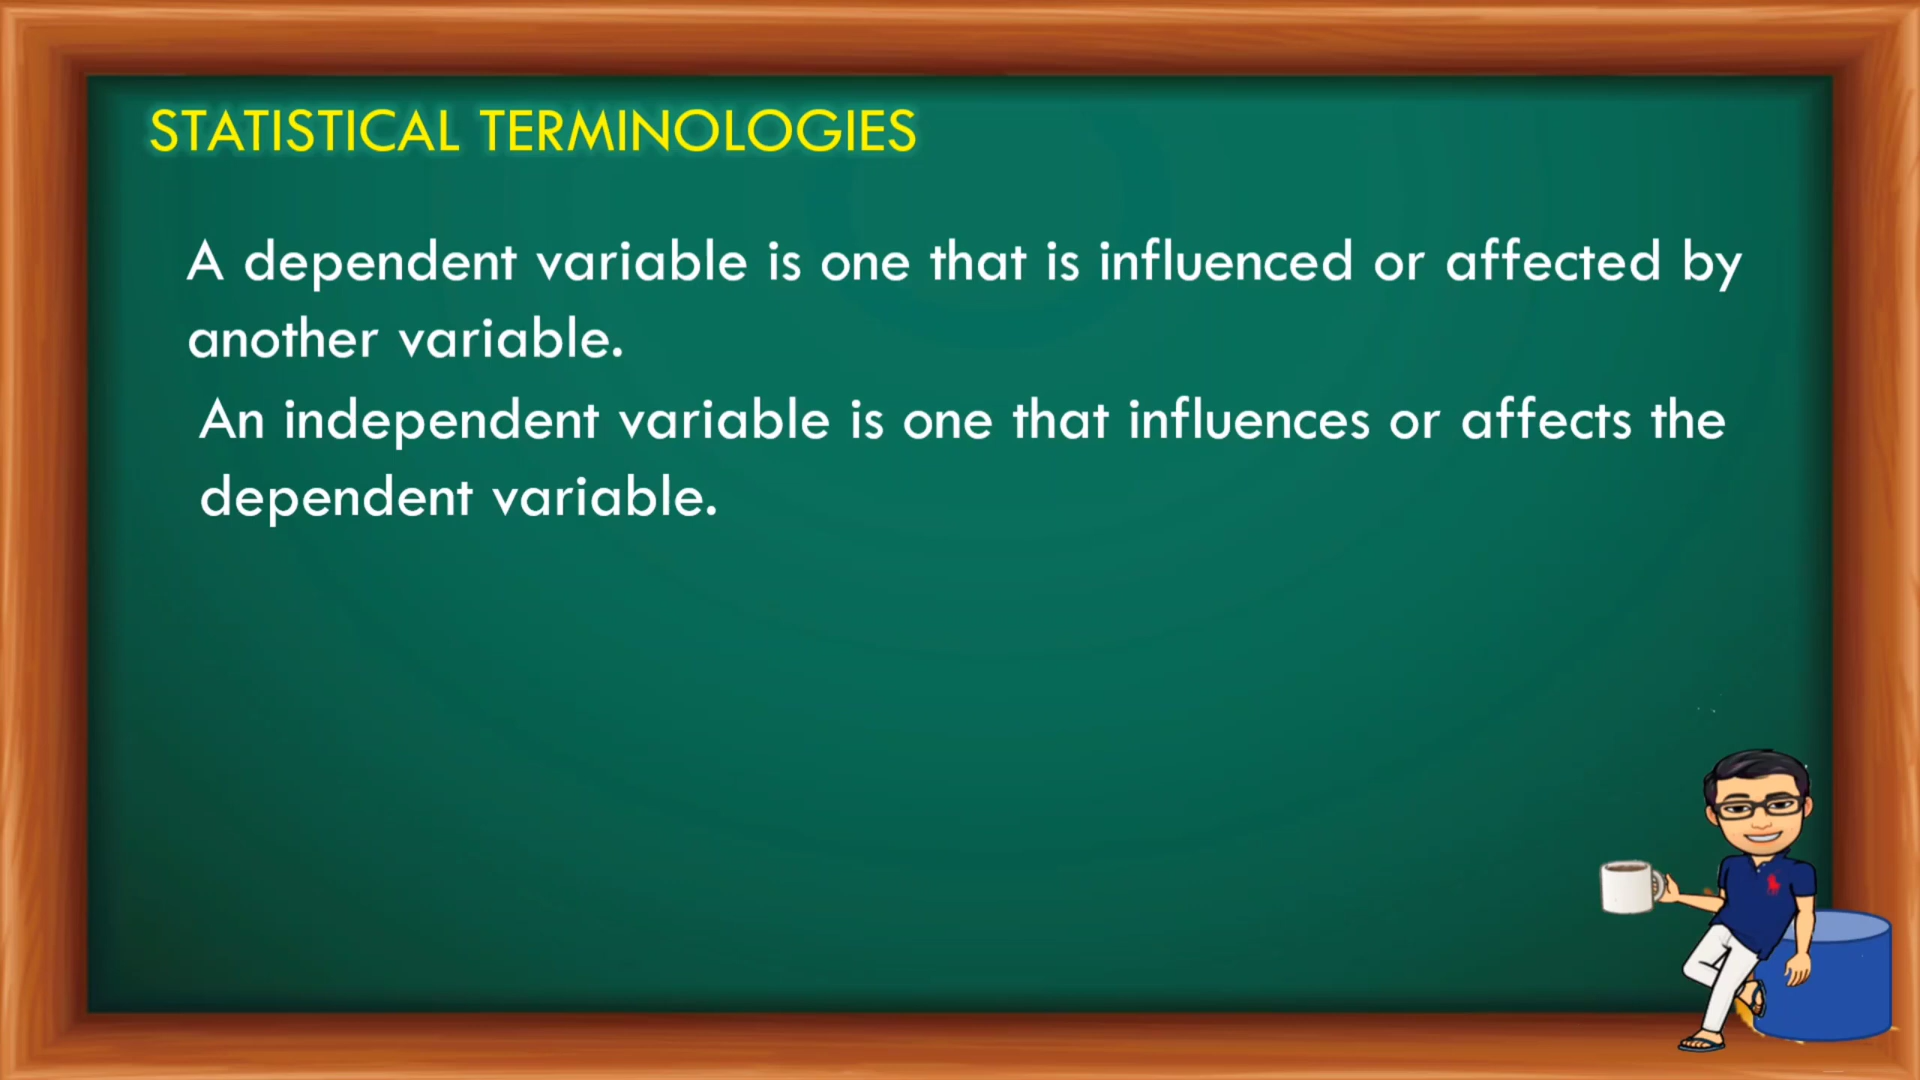 STATISTICAL TERMINOLOGIES
A dependent variable is one that is influenced or affected by
another variable.
An independent variable is one that influences or affects the
dependent variable.